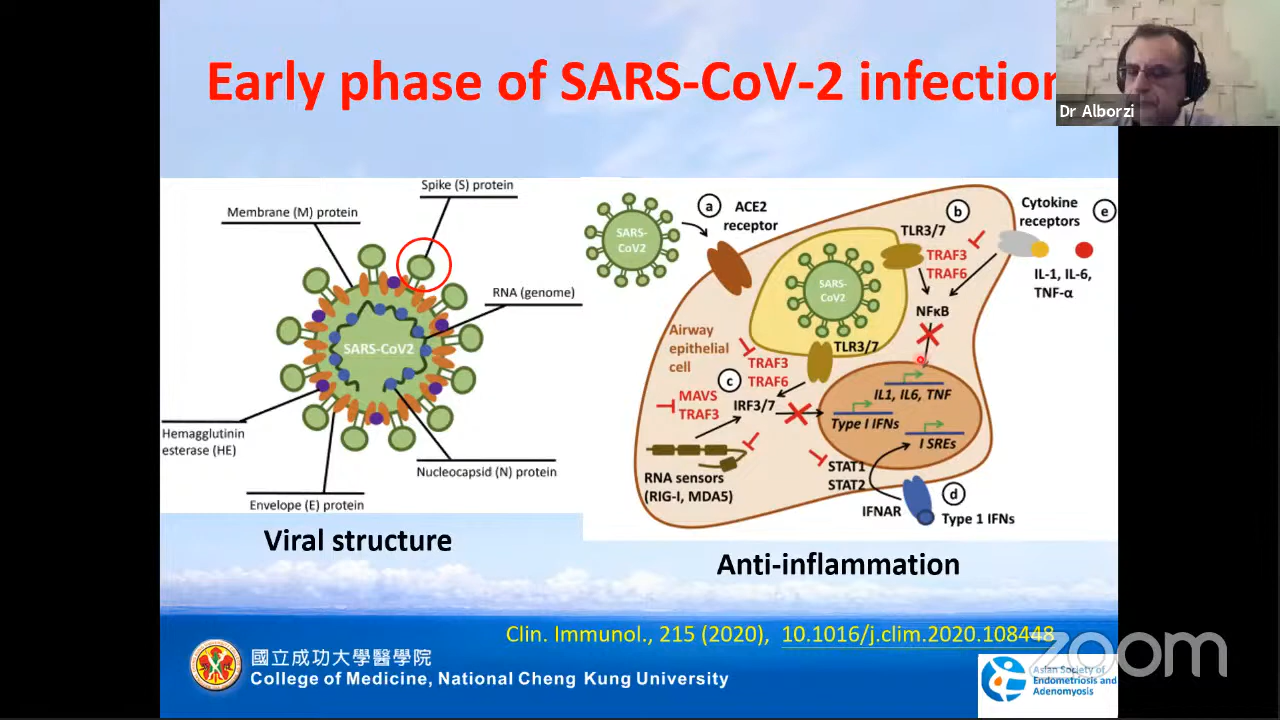 Early phase of SARS-CoV-2 infection
Dr Alborzi
Spike (S) protein
Membrane (M) protein
RNA (genome)
SARS-CoV2
Hemagglutinin
esterase (HE)
Nucleocapsid (N) protein
Envelope (E) protein
Viral structure
SARS-
CoV2
a
ACE2
receptor
b
TLR3/7
TRAF3
TRAF6
Cytokine
receptors
e
IL-1, IL-6,
TNF-α
NFκB
SARS-
CoV2
Airway
epithelial
cell
TLR3/7
TRAF3
TRAF6
c
MAVS
TRAF3
IRF3/7
IL1, IL6, TNF
Type I IFNs
I SREs
RNA sensors
(RIG-I, MDA5)
STAT1
STAT2
IFNAR
d
Type 1 IFNs
Anti-inflammation
Clin. Immunol., 215 (2020), 10.1016/j.clim.2020.108448
國立成功大學醫學院
College of Medicine, National Cheng Kung University
zoom
Asian Society of
Endometriosis and
Adenomyosis